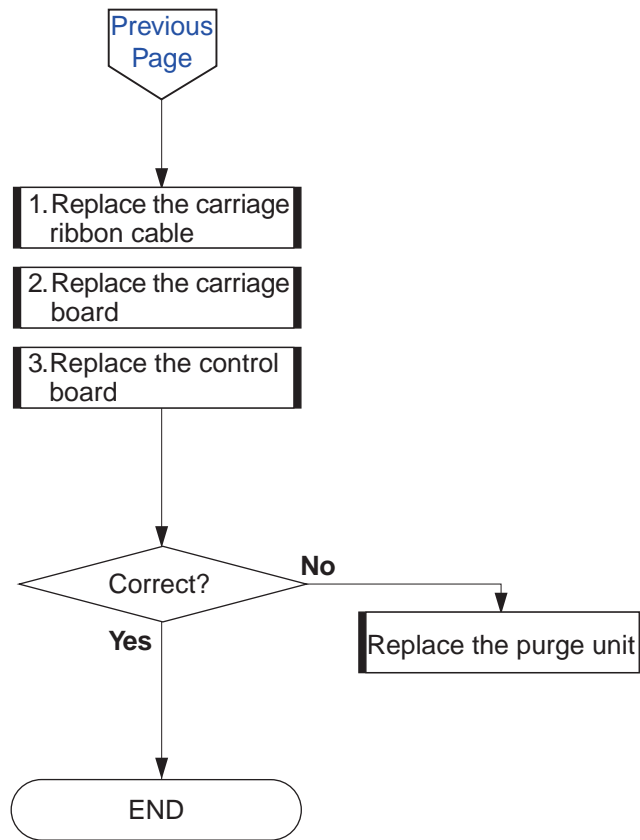 Previous
Page
1.Replace the carriage
ribbon cable
2.Replace the carriage
board
3.Replace the control
board
Correct?
No
Yes
Replace the purge unit
END